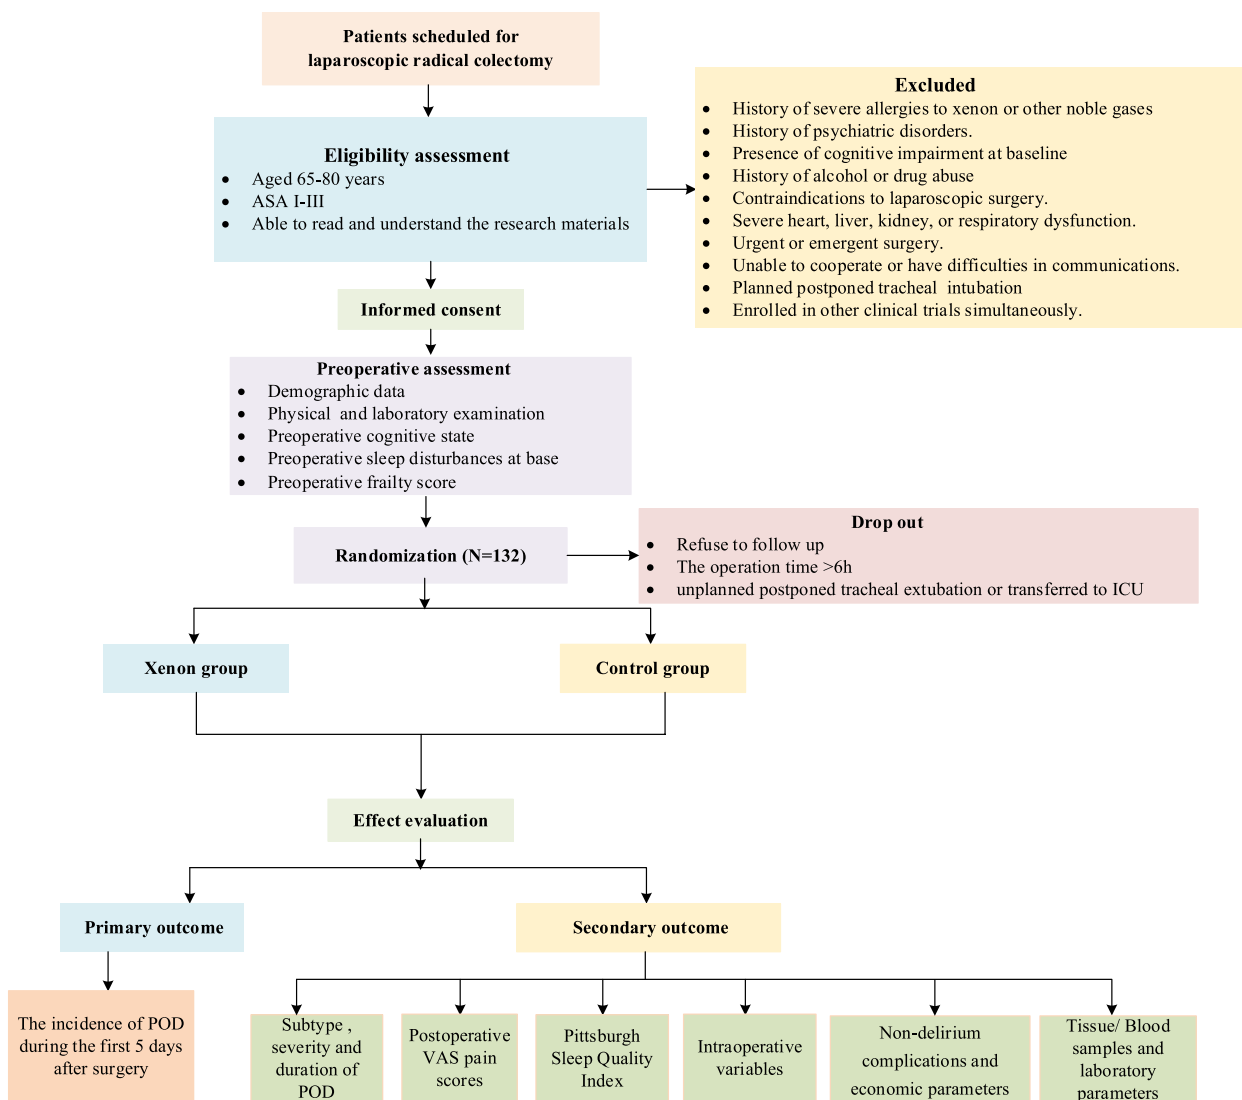 Patients scheduled for
laparoscopic radical colectomy
Excluded
• History of severe allergies to xenon or other noble gases
• History of psychiatric disorders.
• Presence of cognitive impairment at baseline
• History of alcohol or drug abuse
• Contraindications to laparoscopic surgery.
• Severe heart, liver, kidney, or respiratory dysfunction.
• Urgent or emergent surgery.
• Unable to cooperate or have difficulties in communications.
• Planned postponed tracheal intubation
• Enrolled in other clinical trials simultaneously.
Eligibility assessment
• Aged 65-80 years
• ASA I-III
• Able to read and understand the research materials
Informed consent
Preoperative assessment
• Demographic data
• Physical and laboratory examination
• Preoperative cognitive state
• Preoperative sleep disturbances at base
• Preoperative frailty score
Randomization (N=132)
Drop out
• Refuse to follow up
• The operation time >6h
• unplanned postponed tracheal extubation or transferred to ICU
Xenon group
Control group
Effect evaluation
Primary outcome
Secondary outcome
The incidence of POD
during the first 5 days
after surgery
Subtype ,
severity and
duration of
POD
Postoperative
VAS pain
scores
Pittsburgh
Sleep Quality
Index
Intraoperative
variables
Non-delirium
complications and
economic parameters
Tissue/ Blood
samples and
laboratory
parameters